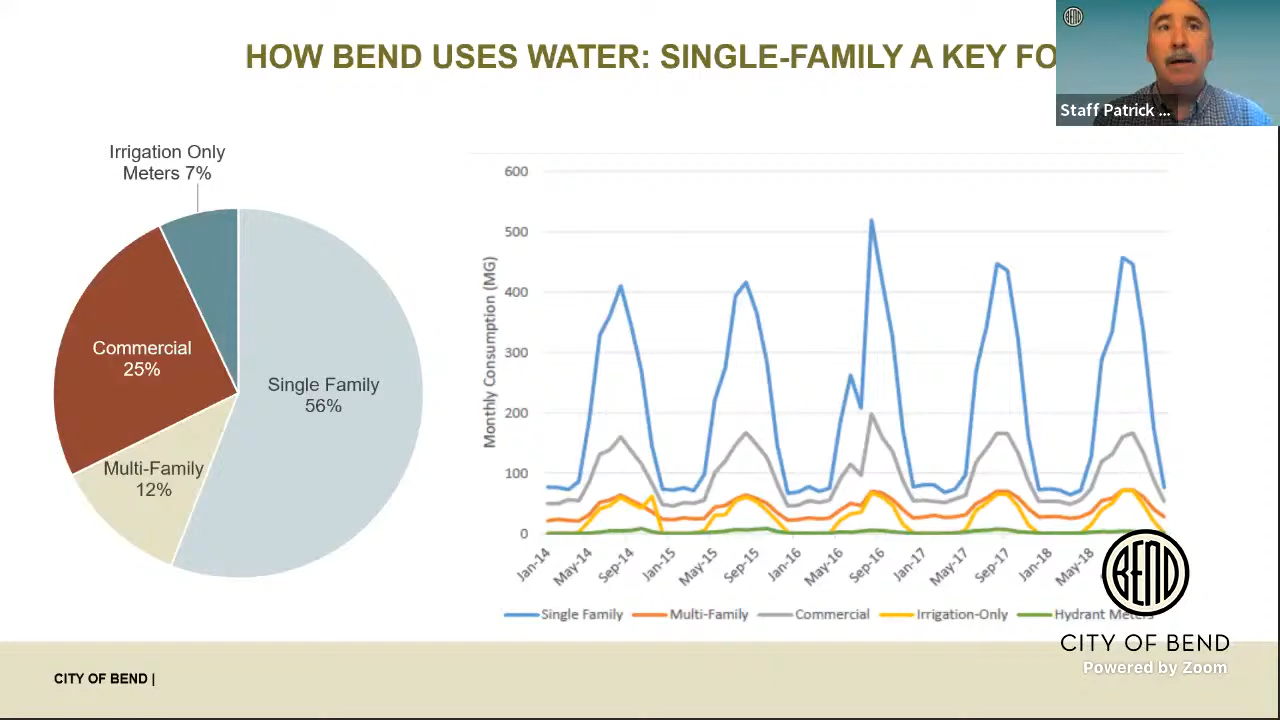 HOW BEND USES WATER: SINGLE-FAMILY A KEY FO
BEND
Staff Patrick ...
Irrigation Only
Meters 7%
Commercial
25%
Single Family
56%
Multi-Family
12%
Monthly Consumption (MG)
600
500
400
300
200
100
0
Jan-14
May-14
Sep-14
Jan-15
May-15
Sep-15
Jan-16
May-16
Sep-16
Jan-17
May-17
Sep-17
Jan-18
May-18
Single Family
Multi-Family
Commercial
Irrigation-Only
Hydrant Meters
BEND
CITY OF BEND
Powered by Zoom
CITY OF BEND |